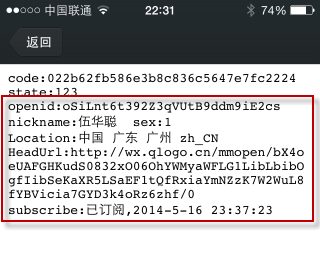 中国联通 22:31 74%
返回
code:022b62fb586e3b8c836c5647e7fc2224
state:123
openid:oSiLnt6t392Z3qVUtB9ddm9iE2cs
nickname:伍华聪 sex:1
Location:中国 广东 广州 zh_CN
HeadUrl:http://wx.qlogo.cn/mmopen/bX4o
eUAFGHKudS0832xO06OhYWMyaWFLG1LibLbibO
gfIibSeKaXR5LSaEF1tQfRxiaYmNZzK7W2WuL8
fYBVicia7GYD3k4oRz6zhf/0
subscribe:已订阅,2014-5-16 23:37:23